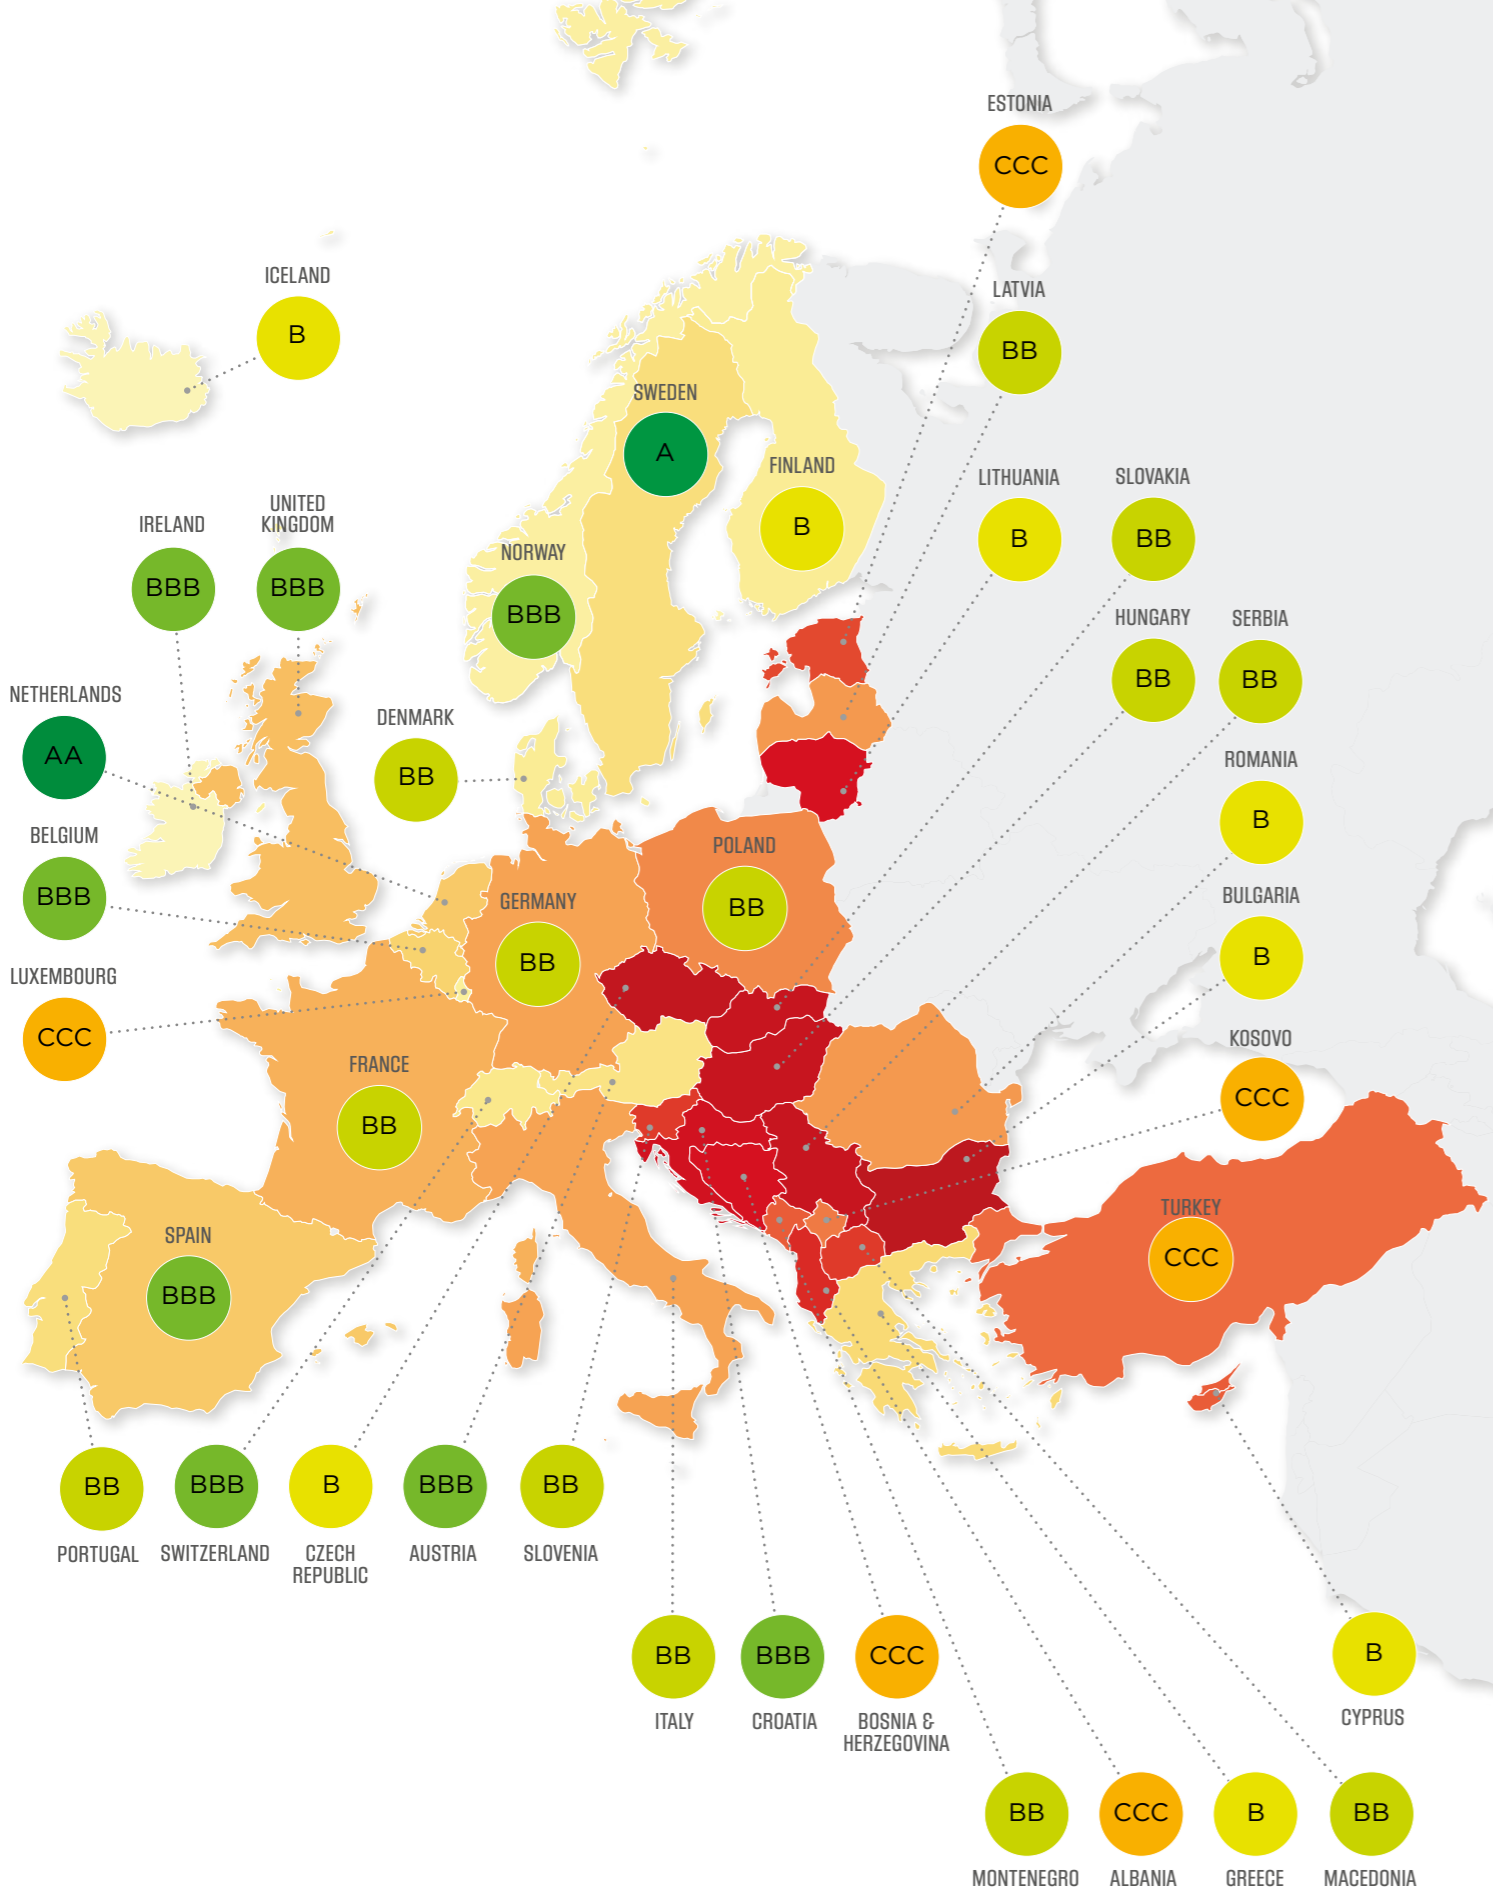 ESTONIA
CCC
ICELAND
B
LATVIA
BB
SWEDEN
A
FINLAND
B
LITHUANIA
B
SLOVAKIA
BB
IRELAND
BBB
UNITED
KINGDOM
BBB
NORWAY
BBB
HUNGARY
BB
SERBIA
BB
NETHERLANDS
AA
DENMARK
BB
ROMANIA
B
BELGIUM
BBB
POLAND
BB
GERMANY
BB
BULGARIA
B
LUXEMBOURG
CCC
FRANCE
BB
KOSOVO
CCC
SPAIN
BBB
TURKEY
CCC
BB
PORTUGAL
BBB
SWITZERLAND
B
CZECH
REPUBLIC
BBB
AUSTRIA
BB
SLOVENIA
BB
ITALY
BBB
CROATIA
CCC
BOSNIA &
HERZEGOVINA
B
CYPRUS
BB
MONTENEGRO
CCC
ALBANIA
B
GREECE
BB
MACEDONIA